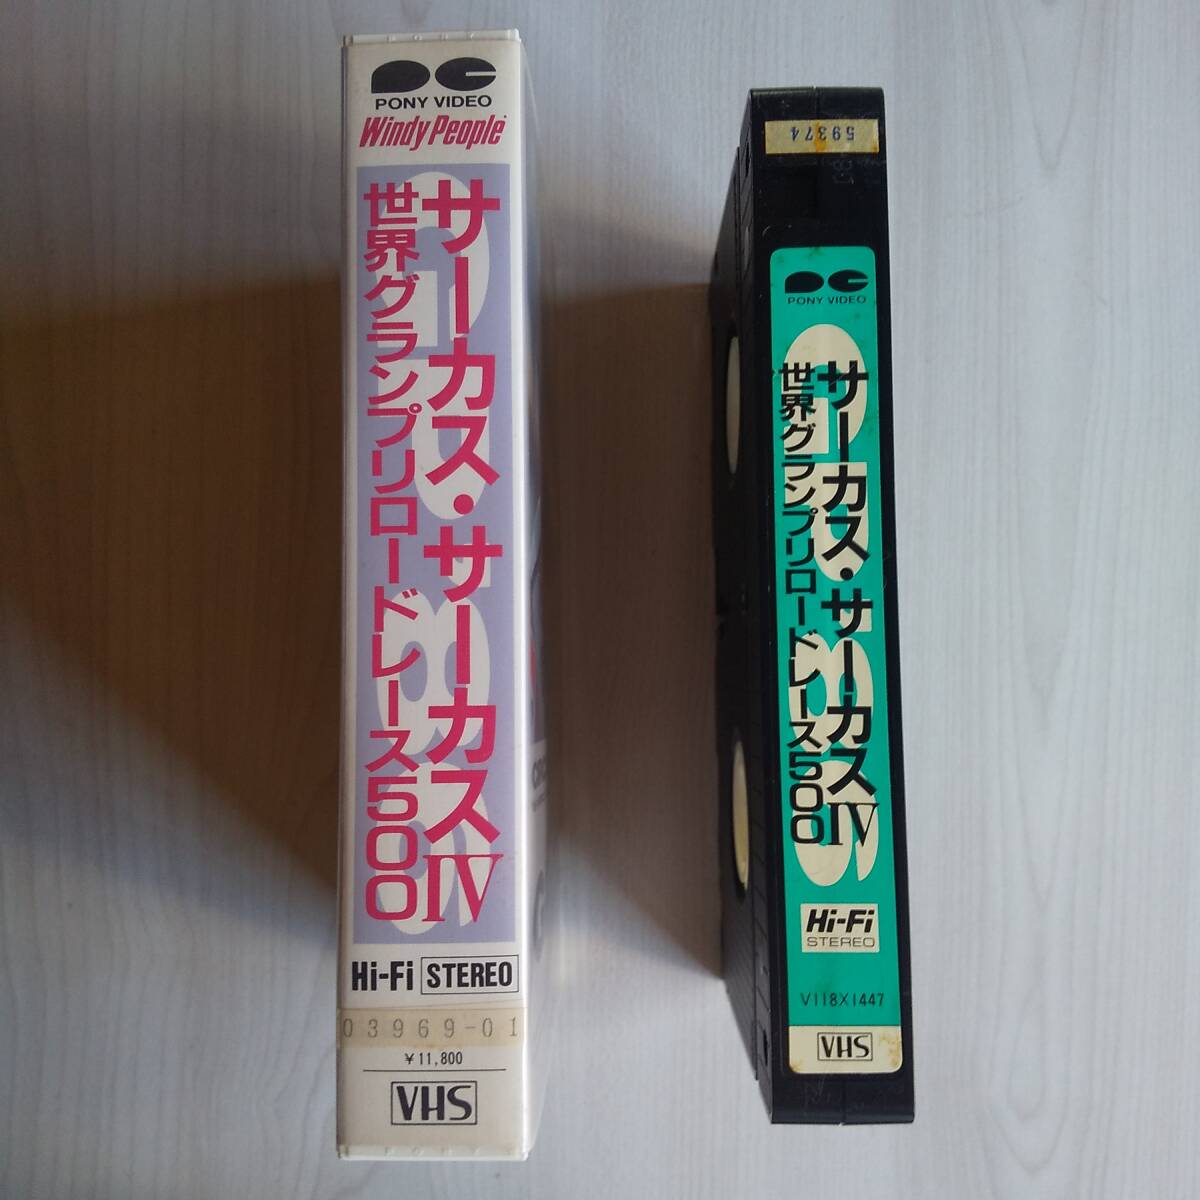 PONY VIDEO
Windy People
サーカス・サーカスⅣ
世界グランプリロードレース500
G.P.'86
Hi-Fi STEREO
03969-01
¥11,800
VHS
59374
PONY VIDEO
サーカス・サーカスⅣ
世界グランプリロードレース500
G.P.'86
Hi-Fi
STEREO
V118X1447
VHS